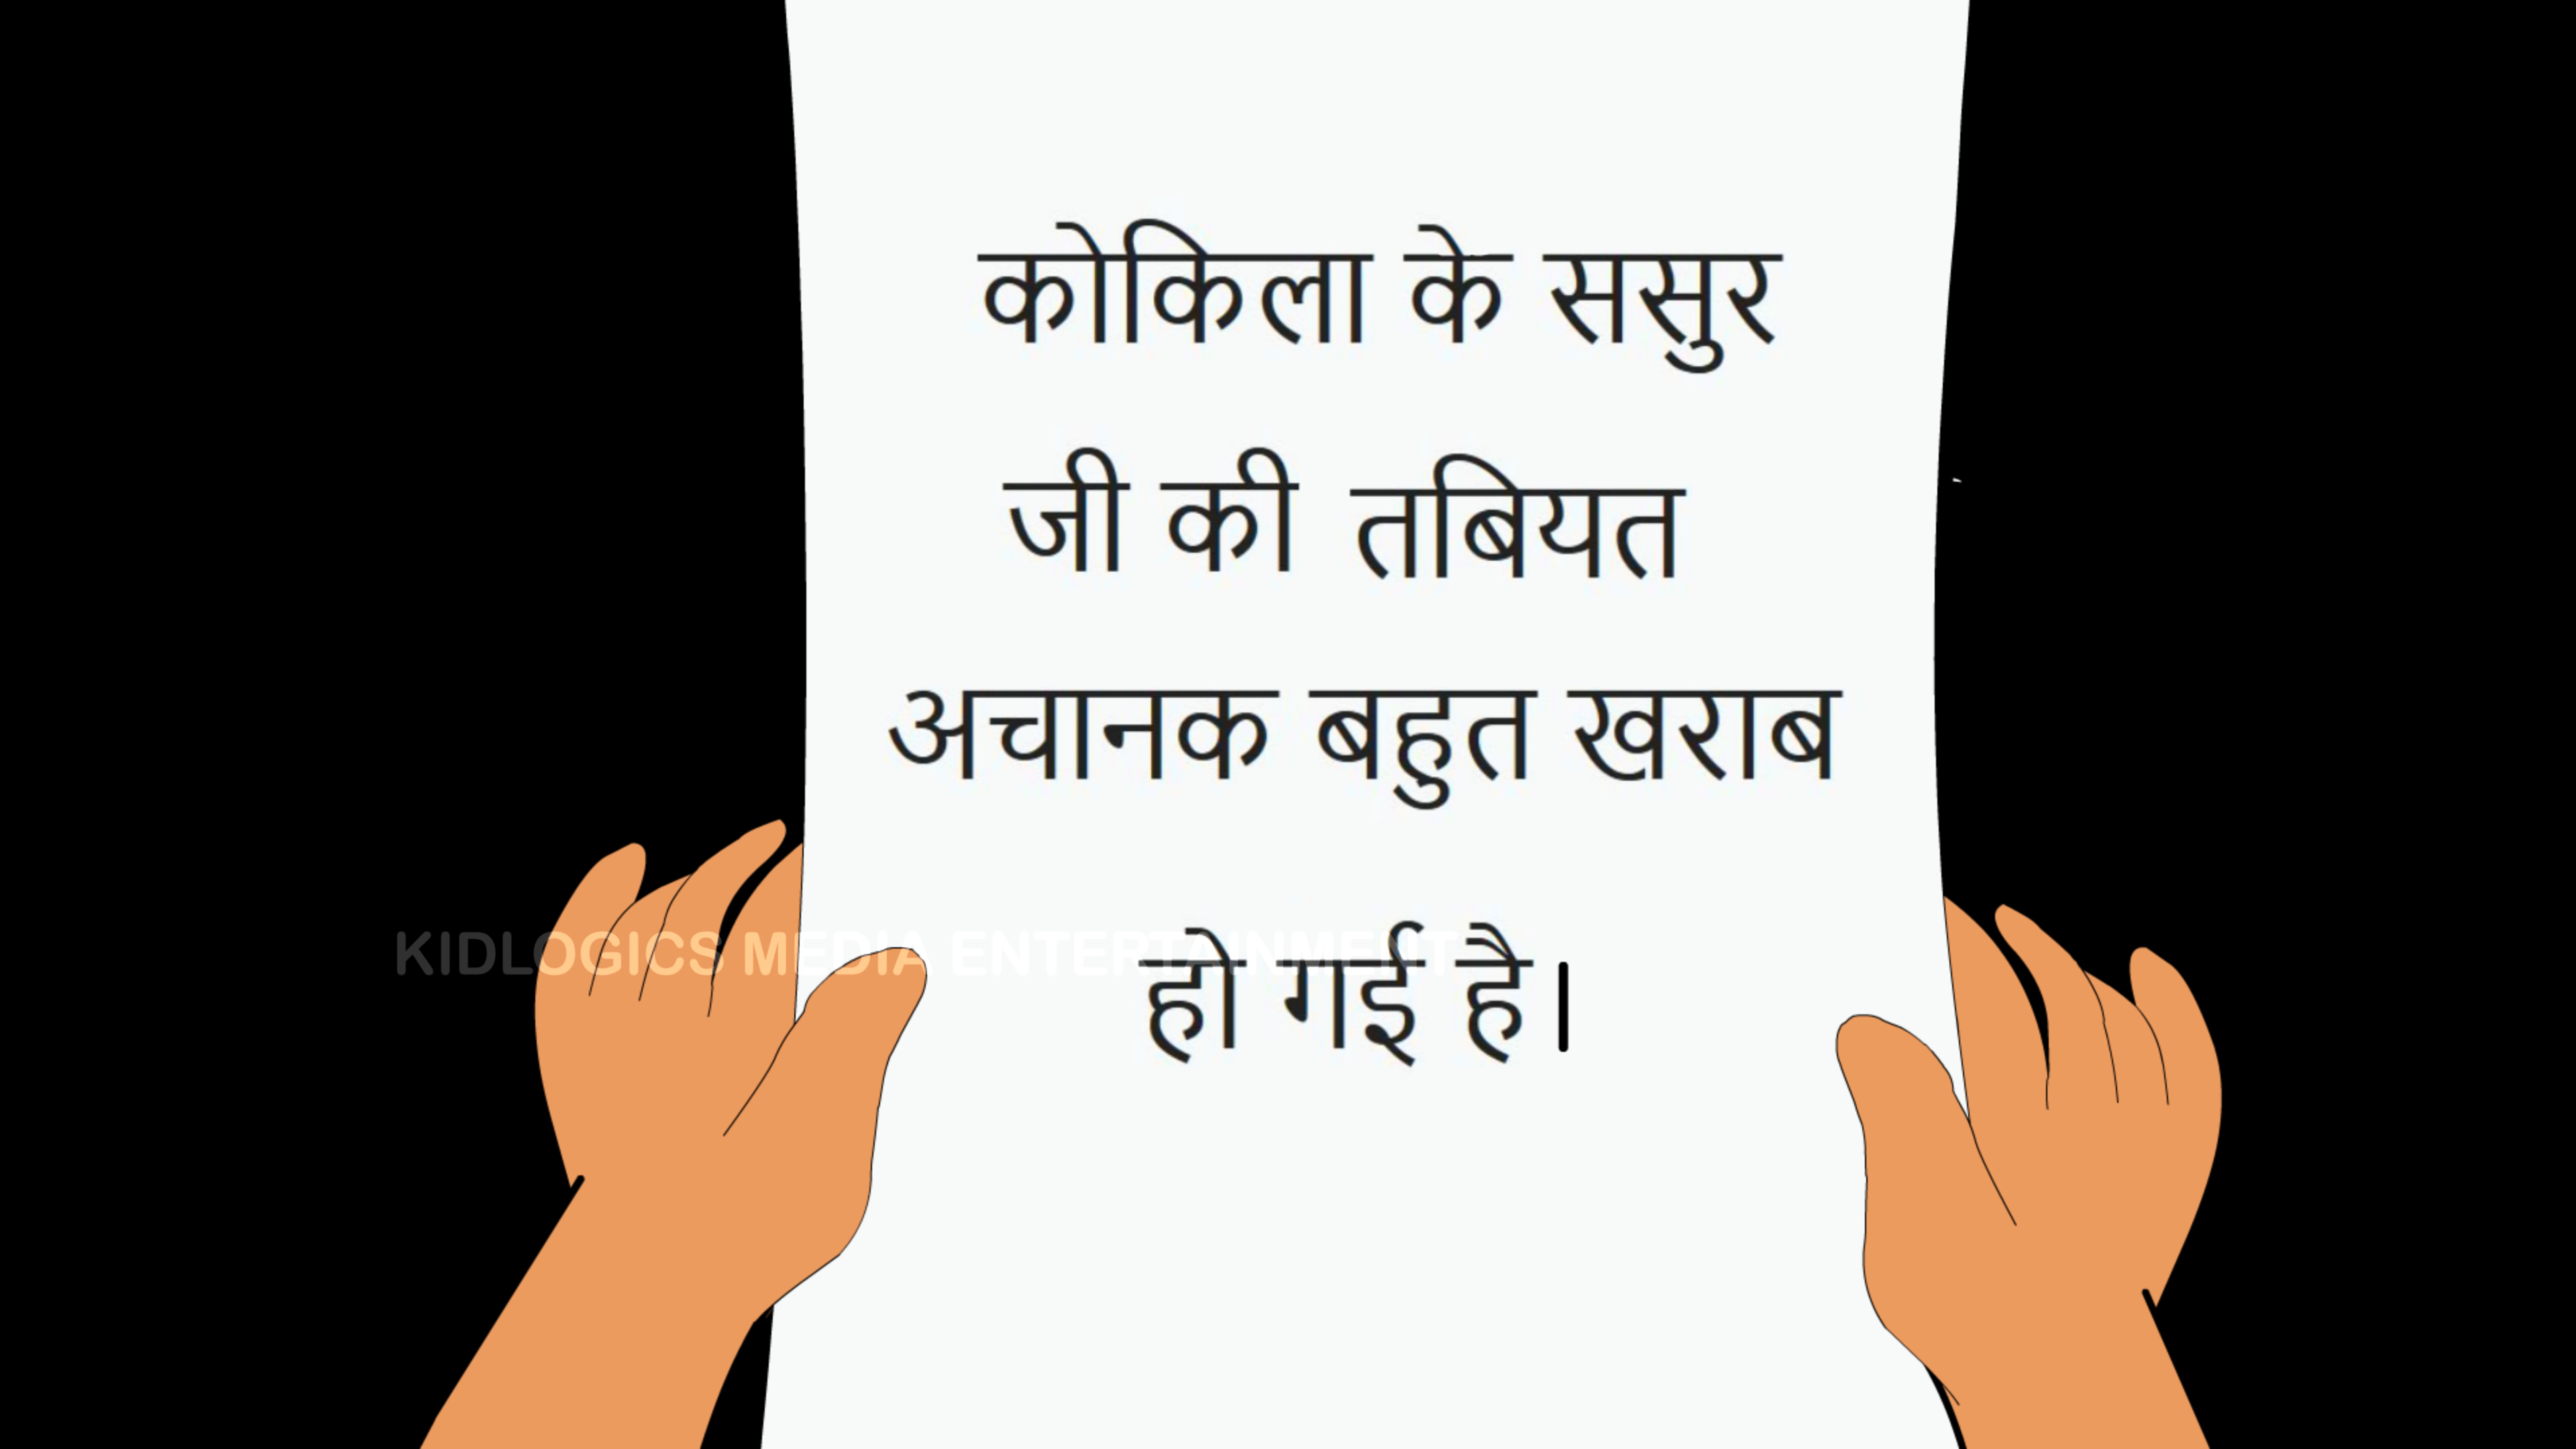 कोकिला के ससुर
जी की तबियत
अचानक बहुत खराब
हो गई है।
KIDLOGICS MEDIA ENTERTAINMENT